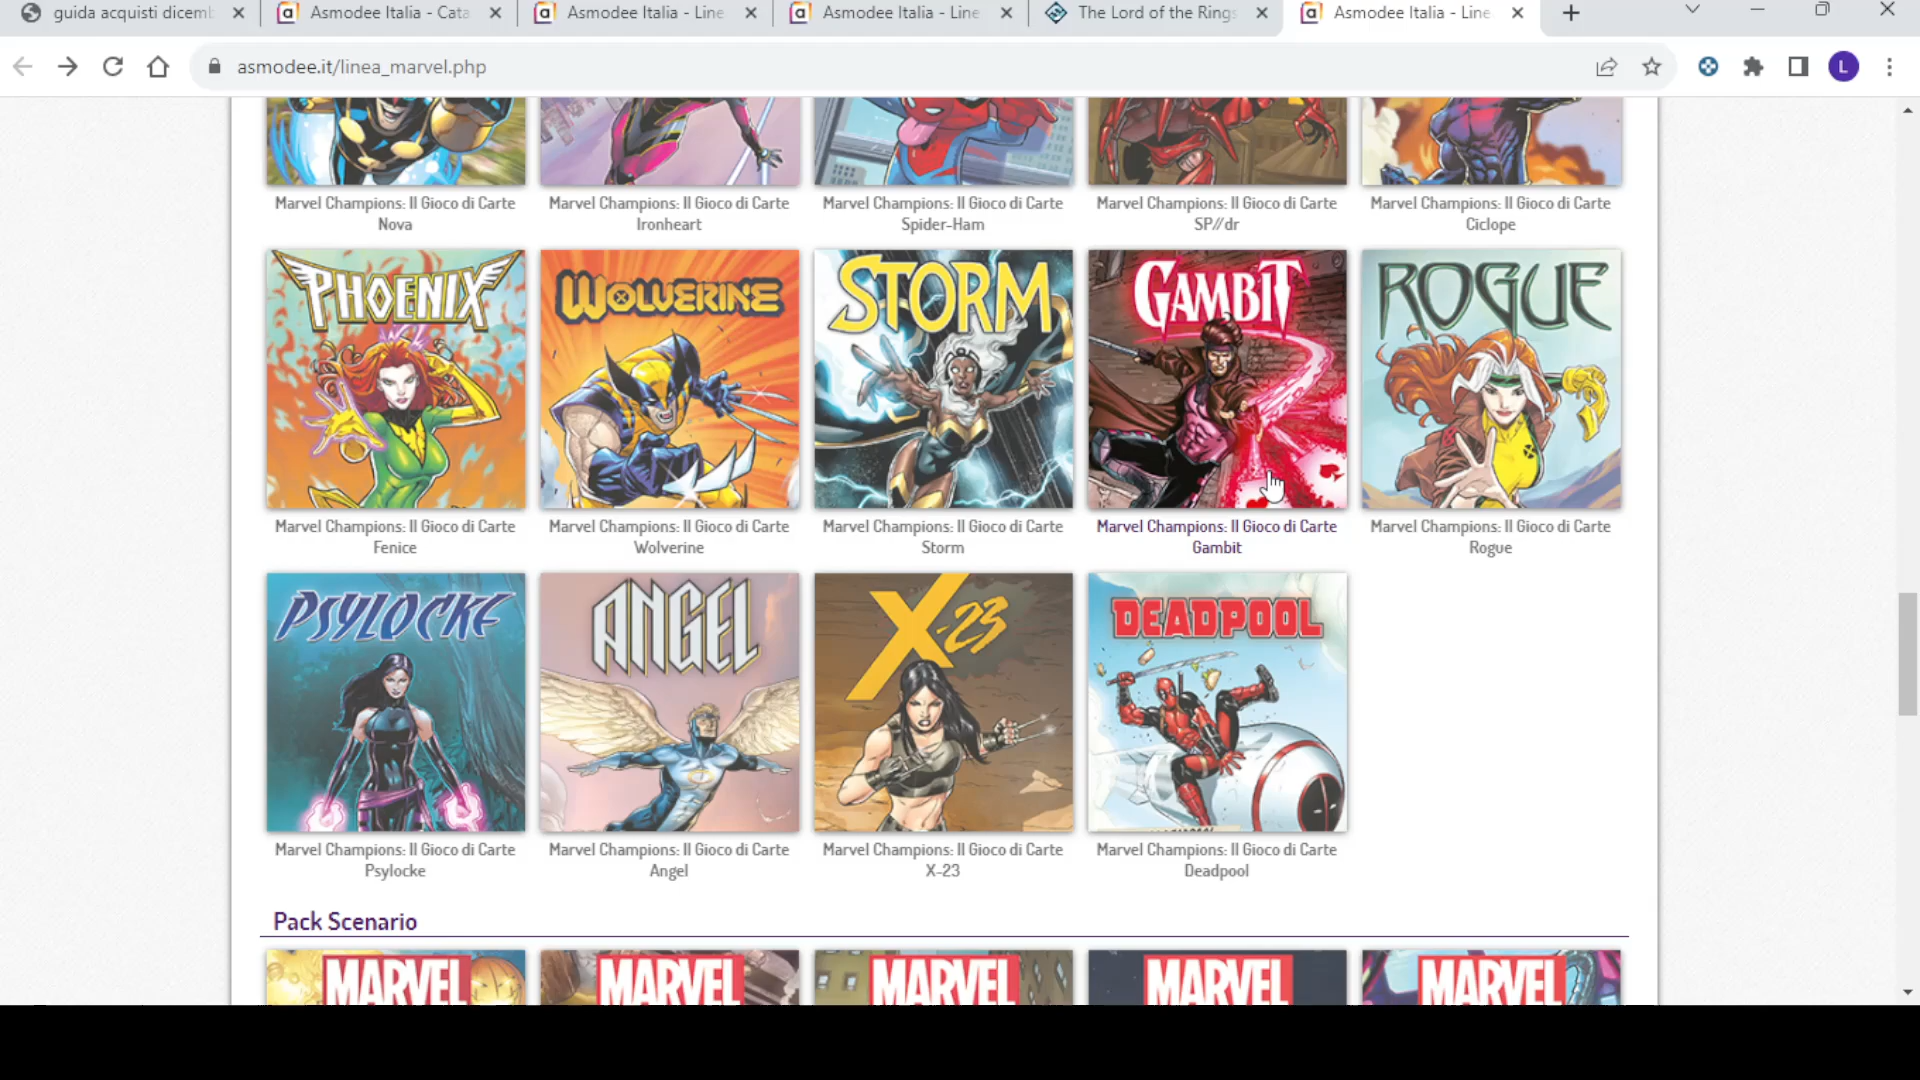 guida acquisti dicemb
Asmodee Italia - Cata
Asmodee Italia - Line
Asmodee Italia - Line
The Lord of the Rings
Asmodee Italia - Line
asmodee.it/linea_marvel.php
L
Marvel Champions: Il Gioco di Carte
Nova
Marvel Champions: Il Gioco di Carte
Ironheart
Marvel Champions: Il Gioco di Carte
Spider-Ham
Marvel Champions: Il Gioco di Carte
SP//dr
Marvel Champions: Il Gioco di Carte
Ciclope
PHOENIX
WOLVERINE
STORM
GAMBIT
ROGUE
Marvel Champions: Il Gioco di Carte
Fenice
Marvel Champions: Il Gioco di Carte
Wolverine
Marvel Champions: Il Gioco di Carte
Storm
Marvel Champions: Il Gioco di Carte
Gambit
Marvel Champions: Il Gioco di Carte
Rogue
PSYLOCKE
ANGEL
X-23
DEADPOOL
Marvel Champions: Il Gioco di Carte
Psylocke
Marvel Champions: Il Gioco di Carte
Angel
Marvel Champions: Il Gioco di Carte
X-23
Marvel Champions: Il Gioco di Carte
Deadpool
Pack Scenario
MARVEL
MARVEL
MARVEL
MARVEL
MARVEL